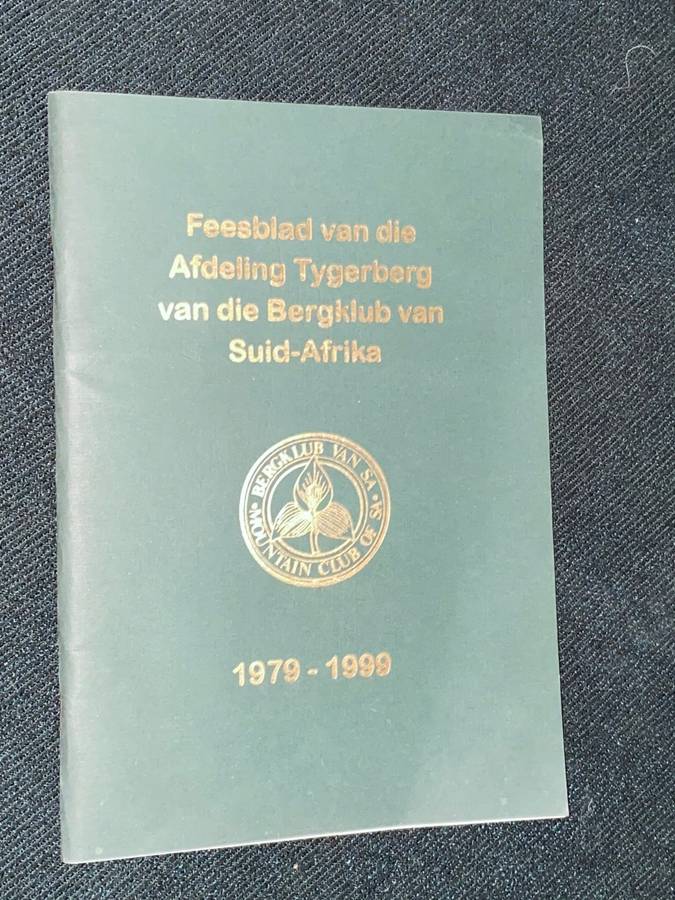 Feesblad van die
Afdeling Tygerberg
van die Bergklub van
Suid-Afrika
• BERGKLUB VAN SA •
MOUNTAIN CLUB OF SA
1979 - 1999